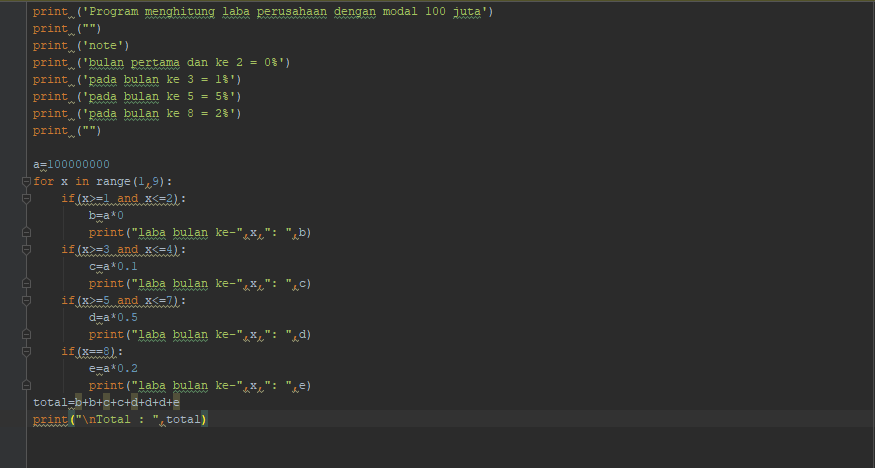 print ('Program menghitung laba perusahaan dengan modal 100 juta')
print ("")
print ('note')
print ('bulan pertama dan ke 2 = 0%')
print ('pada bulan ke 3 = 1%')
print ('pada bulan ke 5 = 5%')
print ('pada bulan ke 8 = 2%')
print ("")
a=100000000
for x in range(1,9):
    if(x>=1 and x<=2):
        b=a*0
        print("laba bulan ke-",x,": ",b)
    if(x>=3 and x<=4):
        c=a*0.1
        print("laba bulan ke-",x,": ",c)
    if(x>=5 and x<=7):
        d=a*0.5
        print("laba bulan ke-",x,": ",d)
    if(x==8):
        e=a*0.2
        print("laba bulan ke-",x,": ",e)
total=b+b+c+c+d+d+d+e
print("\nTotal : ",total)